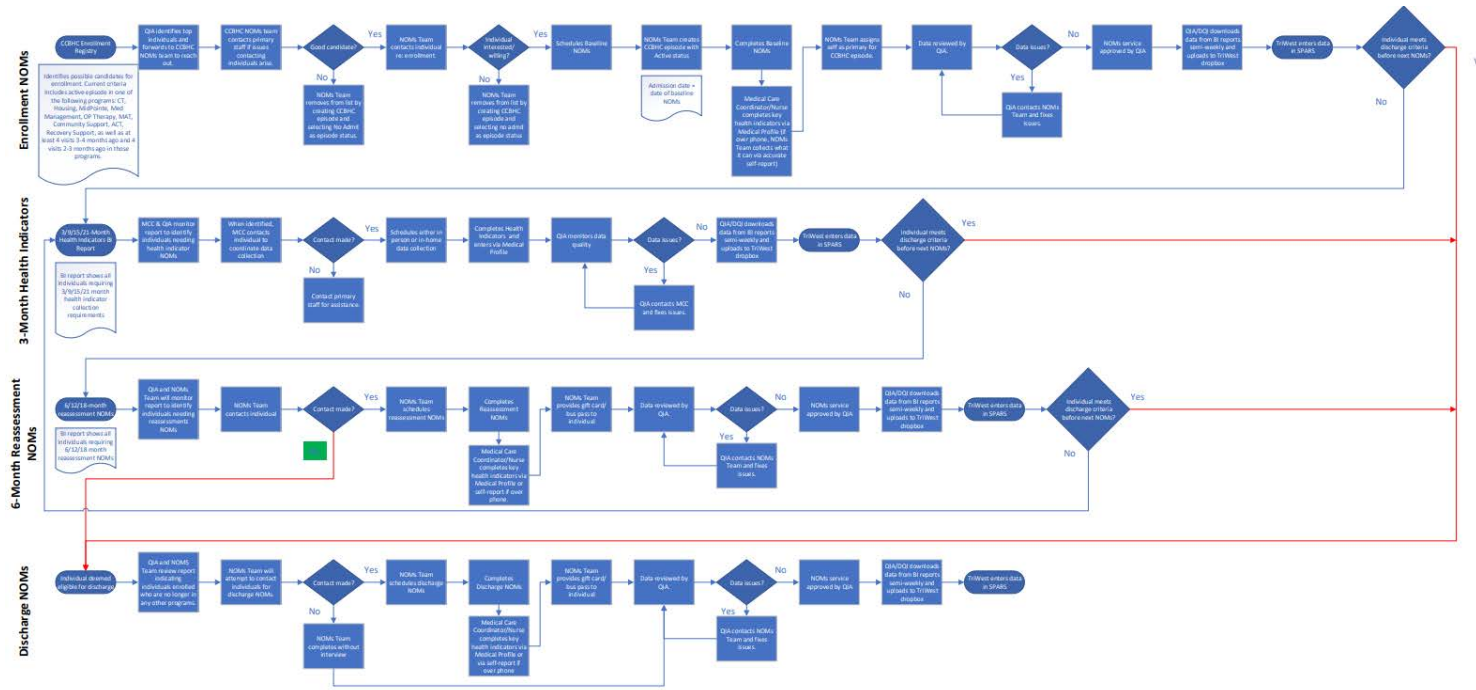 Enrollment NOMs
CCBHC Enrollment
Registry
Identifies possible candidates for
enrollment. Current criteria
includes active episode in one of
the following programs: CT,
Housing, MidPointe, Med
Management, OP Therapy, MAT,
Community Support, ACT,
Recovery Support, as well as at
least 4 visits 3-4 months ago and 4
visits 2-3 months ago in those
programs.
QIA identifies top
individuals and
forwards to CCBHC
NOMs team to reach
out.
CCBHC NOMs team
contacts primary
staff if issues
contacting
individuals arise.
Good candidate?
Yes
No
NOMs Team
removes from list by
creating CCBHC
episode and
selecting No Admit
as episode status.
NOMs Team
contacts individual
re: enrollment
Individual
interested/
willing?
Yes
No
NOMs Team
removes from list by
creating CCBHC
episode and
selecting no admit
as episode status
Schedules Baseline
NOMs
NOMs Team creates
CCBHC episode with
Active status
Admission date =
date of baseline
NOMs
Completes Baseline
NOMs
Medical Care
Coordinator/Nurse
completes key
health indicators via
Medical Profile (if
over phone, NOMs
Team collects what
it can via accurate
self-report)
NOMs Team assigns
self as primary for
CCBHC episode.
Data reviewed by
QIA.
Data issues?
No
Yes
QIA contacts NOMs
Team and fixes
issues.
NOMs service
approved by QIA
QIA/DQI downloads
data from BI reports
semi-weekly and
uploads to TriWest
dropbox
TriWest enters data
in SPARS
Individual meets
discharge criteria
before next NOMs?
No
3-Month Health Indicators
3/9/15/21-Month
Health Indicators BI
Report
BI report shows all
individuals requiring
3/9/15/21 month
health indicator
collection
requirements
MCC & QIA monitor
report to identify
individuals needing
health indicator
NOMs
When identified,
MCC contacts
individual to
coordinate data
collection
Contact made?
Yes
No
Contact primary
staff for assistance.
Schedules either in
person or in-home
data collection
Completes Health
Indicators and
enters via Medical
Profile
QIA monitors data
quality
Data issues?
No
Yes
QIA contacts MCC
and fixes issues.
QIA/DQI downloads
data from BI reports
semi-weekly and
uploads to TriWest
dropbox
TriWest enters data
in SPARS
Individual meets
discharge criteria
before next NOMs?
Yes
No
6-Month Reassessment
NOMs
6/12/18-month
reassessment NOMs
BI report shows all
individuals requiring
6/12/18 month
reassessment NOMs
QIA and NOMs
Team will monitor
report to identify
individuals needing
reassessments
NOMs
NOMs Team
contacts individual
Contact made?
Yes
NOMs Team
schedules
reassessment NOMs
Completes
Reassessment
NOMs
Medical Care
Coordinator/Nurse
completes key
health indicators via
Medical Profile or
self-report if over
phone.
NOMs Team
provides gift card/
bus pass to
individual
Data reviewed by
QIA.
Data issues?
No
Yes
QIA contacts NOMs
Team and fixes
issues.
NOMs service
approved by QIA
QIA/DQI downloads
data from BI reports
semi-weekly and
uploads to TriWest
dropbox
TriWest enters data
in SPARS
Individual meets
discharge criteria
before next NOMs?
Yes
No
Discharge NOMs
Individual deemed
eligible for discharge
QIA and NOMS
Team review report
indicating
individuals enrolled
who are no longer in
any other programs.
NOMS Team will
attempt to contact
individuals for
discharge NOMs.
Contact made?
Yes
No
NOMs Team
completes without
interview
NOMs Team
schedules discharge
NOMs
Completes
Discharge NOMs
Medical Care
Coordinator/Nurse
completes key
health indicators via
Medical Profile or
via self-report if
over phone
NOMs Team
provides gift card/
bus pass to
individual
Data reviewed by
QIA.
Data issues?
No
Yes
QIA contacts NOMs
Team and fixes
issues.
NOMs service
approved by QIA
QIA/DQI downloads
data from BI reports
semi-weekly and
uploads to TriWest
dropbox
TriWest enters data
in SPARS